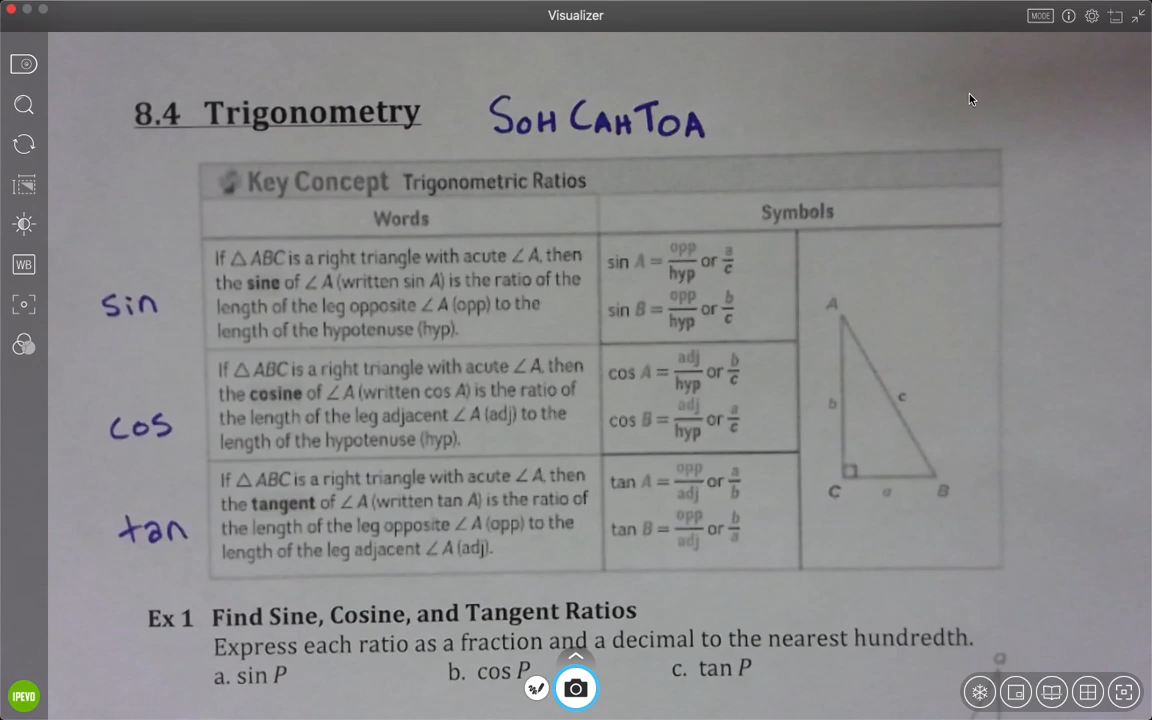 Visualizer
MODE
WB
8.4 Trigonometry SOH CAH TOA
Key Concept Trigonometric Ratios
Words
Symbols
sin
If △ABC is a right triangle with acute ∠A, then
the sine of ∠A (written sin A) is the ratio of the
length of the leg opposite ∠A (opp) to the
length of the hypotenuse (hyp).
sin A = opp/hyp or a/c
sin B = opp/hyp or b/c
cos
If △ABC is a right triangle with acute ∠A, then
the cosine of ∠A (written cos A) is the ratio of
the length of the leg adjacent ∠A (adj) to the
length of the hypotenuse (hyp).
cos A = adj/hyp or b/c
cos B = adj/hyp or a/c
tan
If △ABC is a right triangle with acute ∠A, then
the tangent of ∠A (written tan A) is the ratio of
the length of the leg opposite ∠A (opp) to the
length of the leg adjacent ∠A (adj).
tan A = opp/adj or a/b
tan B = opp/adj or b/a
A
b
c
C a B
Ex 1 Find Sine, Cosine, and Tangent Ratios
Express each ratio as a fraction and a decimal to the nearest hundredth.
a. sin P b. cos P c. tan P
IPEVO